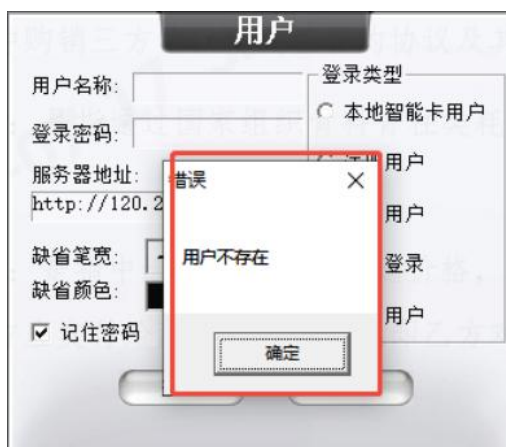 用户
用户名称:
登录密码:
服务器地址:
http://120.2
缺省笔宽:
缺省颜色:
记住密码
登录类型
本地智能卡用户
用户
用户
登录
用户
错误
用户不存在
确定